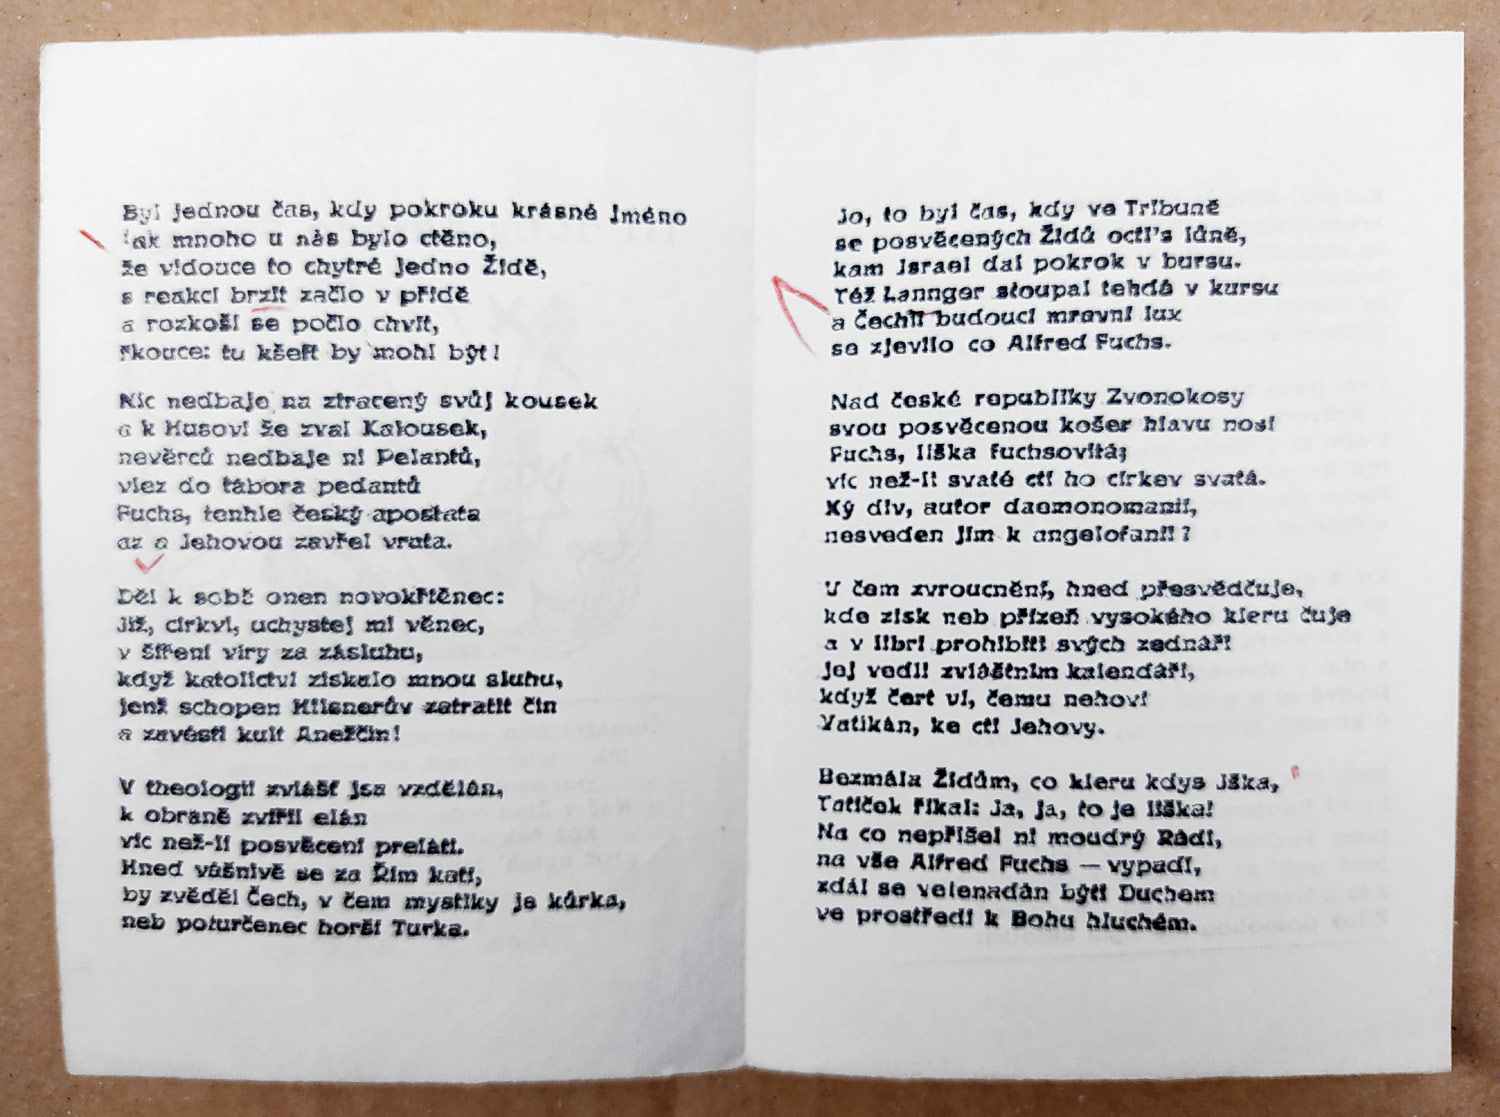 Byl jednou čas, kdy pokroku krásné jméno
tak mnoho u nás bylo ctěno,
že vidouce to chytré jedno Židě,
s reakcí brzit začlo v přídě
a rozkoší se počlo chvít,
řkouce: tu kšeft by mohl být!
Nic nedbaje na ztracený svůj kousek
a k Husovi že zval Kalousek,
nevěrců nedbaje ni Pelantů,
vlez do tábora pedantů
Fuchs, tenhle český apostata
az a Jehovou zavřel vrata.
Děl k sobě onen novokřtěnec:
Již, církvi, uchystej mi věnec,
v šíření víry za zásluhu,
když katolictví získalo mnou sluhu,
jenž schopen Hilsnerův zatratit čin
a zavésti kult Anežčin!
V theologii zvlášť jsa vzdělán,
k obraně zvířil elán
víc než-li posvěcení preláti.
Hned vášnivě se za Řím katí,
by zvěděl Čech, v čem mystiky je kůrka,
neb poturčenec horší Turka.
Jo, to byl čas, kdy ve Tribuně
se posvěcených Židů octl's lůně,
kam Israel dal pokrok v bursu.
Též Lannger stoupal tehdá v kursu
a Čechů budoucí mravní lux
se zjevilo co Alfred Fuchs.
Nad české republiky Zvonokosy
svou posvěcenou košer hlavu nosí
Fuchs, liška fuchsovitá;
víc než-li svaté ctí ho církev svatá.
Ký div, autor daemonomanií,
nesveden jim k angelofanii?
V čem zvroucnění, hned přesvědčuje,
kde zisk neb přízeň vysokého kleru čuje
a v libri prohibiti svých zednáří
jej vedli zvláštním kalendáři,
když čert ví, čemu nehoví
Vatikán, ke cti Jehovy.
Bezmála Židům, co kleru kdys Jška,
Tatíček říkal: Ja, ja, to je liška!
Na co nepřišel ni moudrý Rádl,
na vše Alfred Fuchs — vypadl,
zdál se velenadán býti Duchem
ve prostředí k Bohu hluchém.